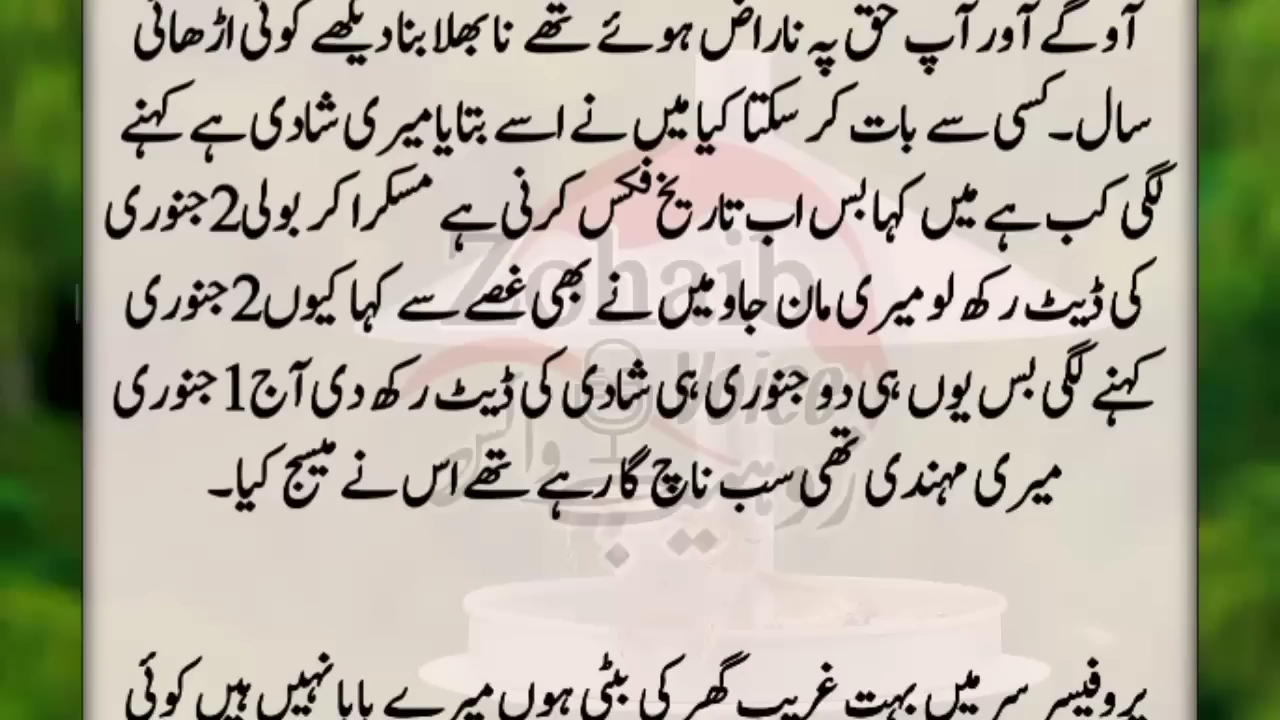 آو گے آور آپ حق پہ ناراض ہوئے تھے نا بھلا بنا دیکھے کوئی اڑھائی
سال۔ کسی سے بات کر سکتا کیا میں نے اسے بتایا میری شادی ہے کہنے
لگی کب ہے میں کہا بس اب تاریخ فکس کرنی ہے مسکرا کر بولی 2 جنوری
کی ڈیٹ رکھ لو میری مان جاو میں نے بھی غصے سے کہا کیوں 2 جنوری
کہنے لگی بس یوں ہی دو جنوری ہی شادی کی ڈیٹ رکھ دی آج 1 جنوری
میری مہندی تھی سب ناچ گا رہے تھے اس نے میسج کیا۔
Zohaib
Voice
زوہیب وائس
پروفیسر سر میں بہت غریب گھر کی بیٹی ہوں میرے بابا نہیں ہیں کوئی